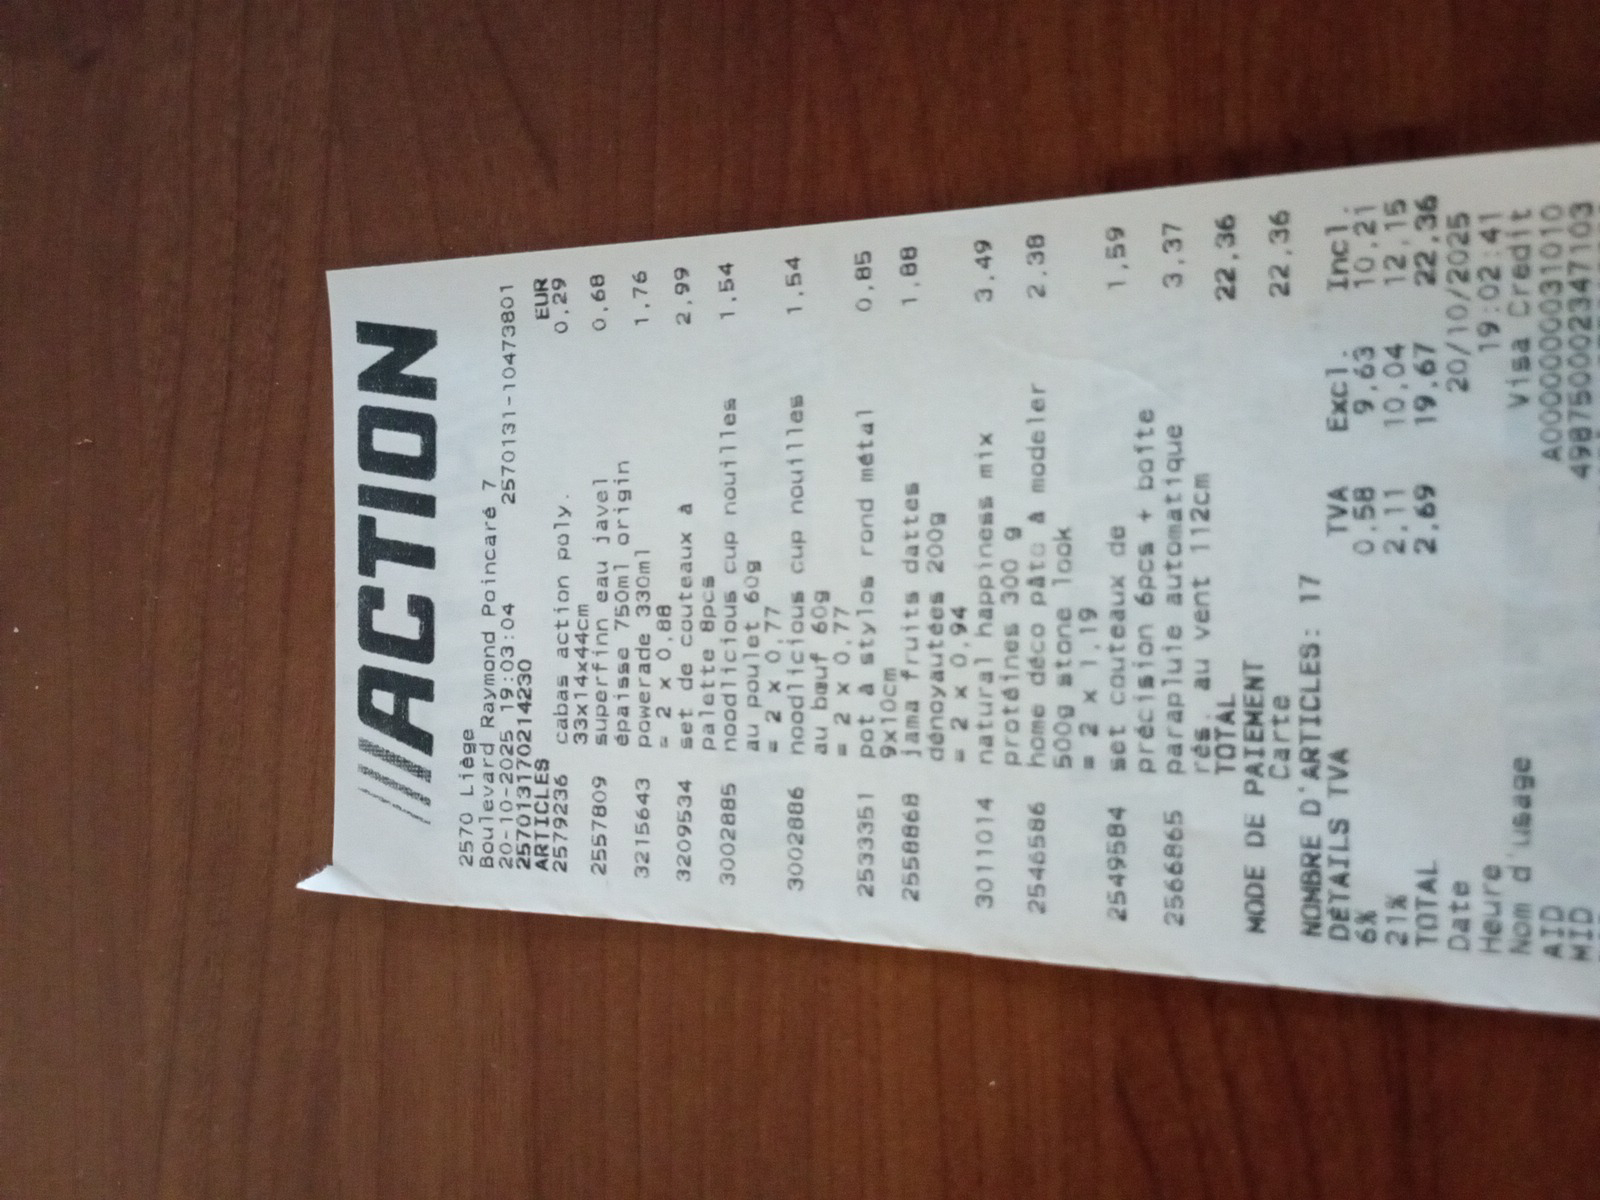 ///ACTION
2570 Liège
Boulevard Raymond Poincaré 7
20-10-2025 19:03:04 2570131-10473801
2570131702​14230
ARTICLES EUR
2579236 cabas action poly. 0,29
33x14x44cm
2557809 superfinn eau javel 0,68
épaisse 750ml origin
3215643 powerade 330ml 1,76
= 2 x 0,88
3209534 set de couteaux à 2,99
palette 8pcs
3002885 noodlicious cup nouilles 1,54
au poulet 60g
= 2 x 0,77
3002886 noodlicious cup nouilles 1,54
au bœuf 60g
= 2 x 0,77
2533351 pot à stylos rond métal 0,85
9x10cm
2558868 jama fruits dattes 1,88
dénoyautées 200g
= 2 x 0,94
3011014 natural happiness mix 3,49
protéines 300 g
2546586 home déco pâte à modeler 2,38
500g stone look
= 2 x 1,19
2549584 set couteaux de 1,59
précision 6pcs + boîte
2566865 parapluie automatique 3,37
rés. au vent 112cm
TOTAL 22,36
MODE DE PAIEMENT
Carte 22,36
NOMBRE D'ARTICLES: 17
DÉTAILS TVA TVA Excl. Incl.
6% 0,58 9,63 10,21
21% 2,11 10,04 12,15
TOTAL 2,69 19,67 22,36
Date 20/10/2025
Heure 19:02:41
Nom d'usage Visa Credit
AID A0000000031010
MID 498750002347103